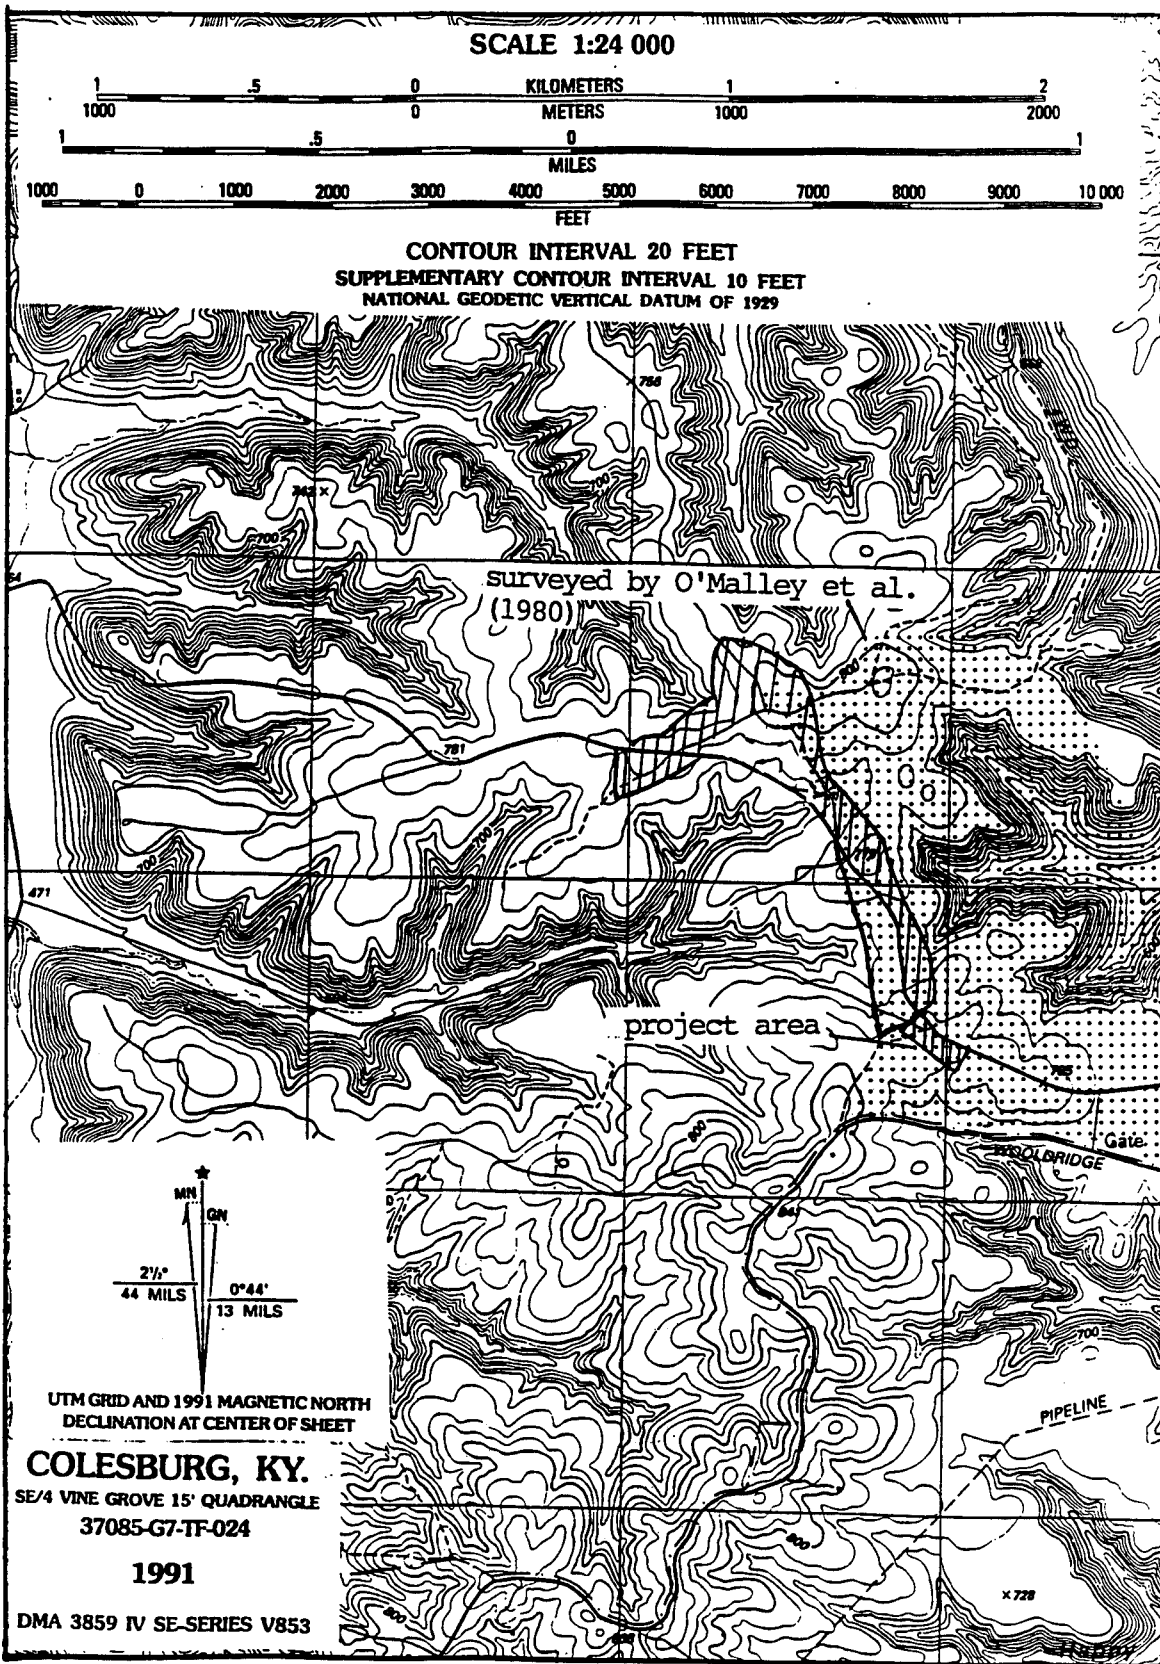 SCALE 1:24 000
1 .5 0 KILOMETERS 1 2
1000 0 METERS 1000 2000
1 .5 0 1
MILES
1000 0 1000 2000 3000 4000 5000 6000 7000 8000 9000 10 000
FEET
CONTOUR INTERVAL 20 FEET
SUPPLEMENTARY CONTOUR INTERVAL 10 FEET
NATIONAL GEODETIC VERTICAL DATUM OF 1929
700
700
surveyed by O'Malley et al.
(1980)
800
781
700
700
471
project area
765
800
Gate
WOOLDRIDGE
MN
GN
2½°
44 MILS
0°44'
13 MILS
700
UTM GRID AND 1991 MAGNETIC NORTH
DECLINATION AT CENTER OF SHEET
PIPELINE
COLESBURG, KY.
SE/4 VINE GROVE 15' QUADRANGLE
37085-G7-TF-024
1991
800
×728
DMA 3859 IV SE-SERIES V853
800
Happy